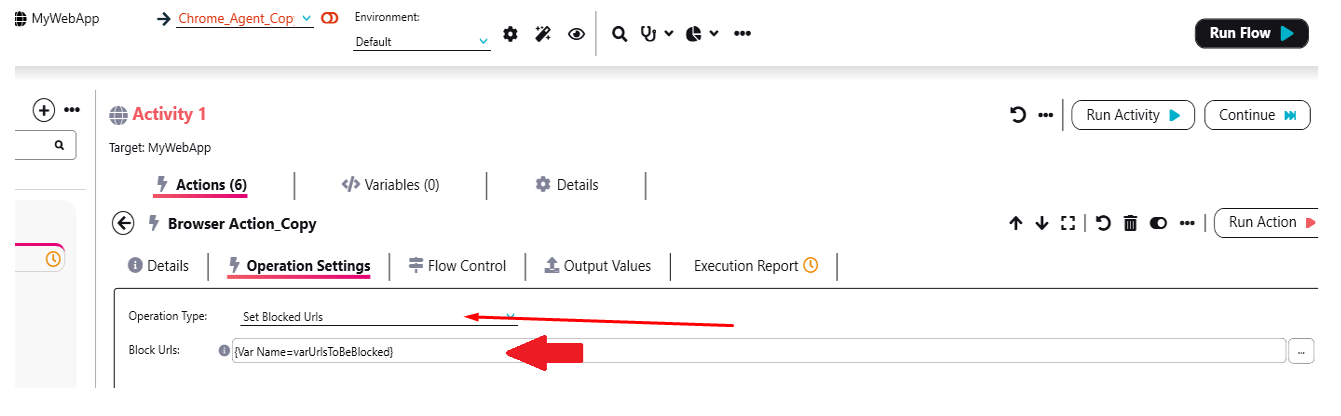 MyWebApp
Chrome_Agent_Cop
Environment:
Default
Run Flow
Activity 1
Run Activity
Continue
Target: MyWebApp
Actions (6)
Variables (0)
Details
Browser Action_Copy
Run Action
Details
Operation Settings
Flow Control
Output Values
Execution Report
Operation Type:
Set Blocked Urls
Block Urls:
{Var Name=varUrlsToBeBlocked}
...